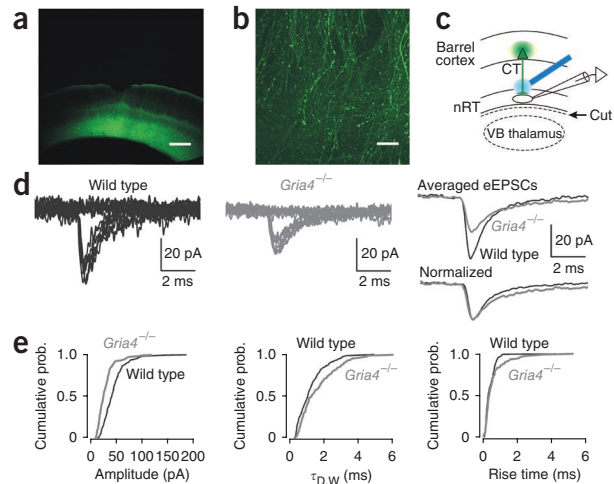 a
b
c
Barrel
cortex
CT
nRT
Cut
VB thalamus
d
Wild type
20 pA
2 ms
Gria4−/−
20 pA
2 ms
Averaged eEPSCs
Gria4−/−
Wild type
20 pA
2 ms
Normalized
e
Cumulative prob.
1.0
0.5
0
Gria4−/−
Wild type
0 50 100 150 200
Amplitude (pA)
Cumulative prob.
1.0
0.5
0
Wild type
Gria4−/−
0 2 4 6
τD,W (ms)
Cumulative prob.
1.0
0.5
0
Wild type
Gria4−/−
0 2 4 6
Rise time (ms)